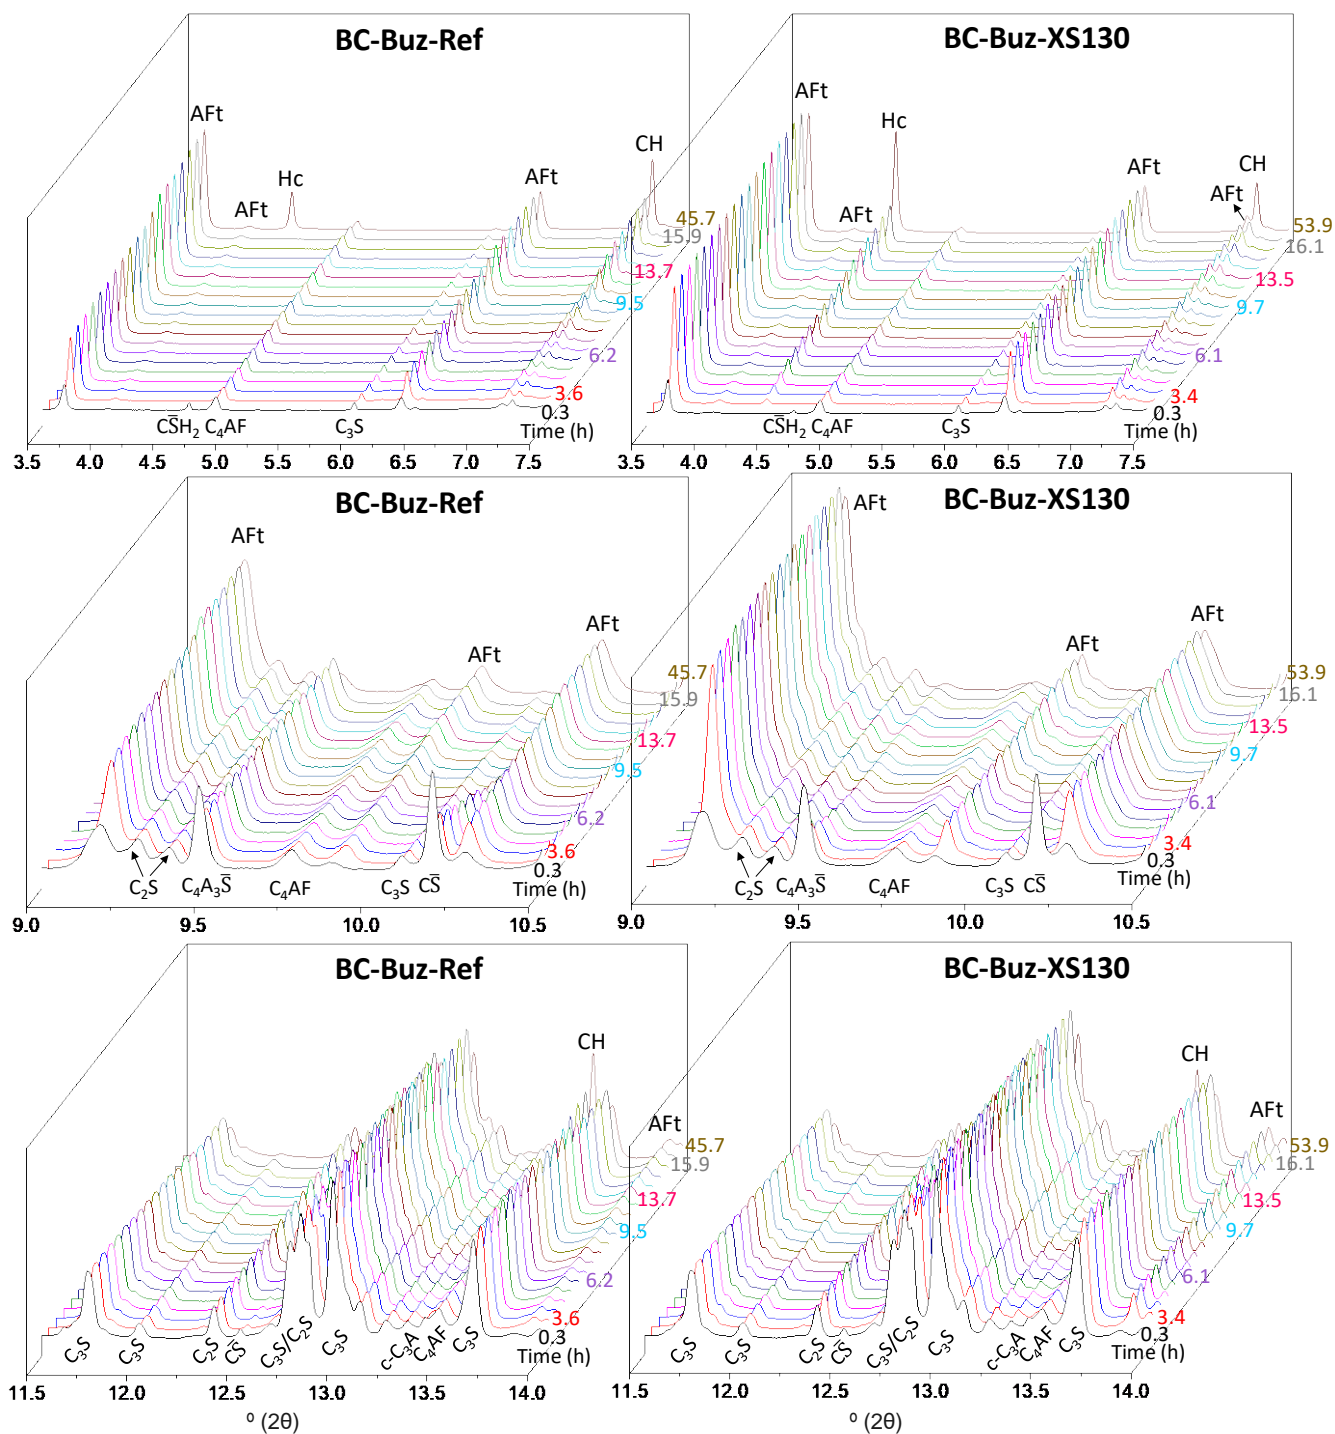 BC-Buz-Ref
AFt
Hc
AFt
AFt
CH
45.7
15.9
13.7
9.5
6.2
3.6
0.3
Time (h)
CS̅H₂ C₄AF
C₃S
3.5 4.0 4.5 5.0 5.5 6.0 6.5 7.0 7.5
BC-Buz-XS130
AFt
Hc
AFt
AFt
AFt
CH
53.9
16.1
13.5
9.7
6.1
3.4
0.3
Time (h)
CS̅H₂ C₄AF
C₃S
3.5 4.0 4.5 5.0 5.5 6.0 6.5 7.0 7.5
BC-Buz-Ref
AFt
AFt
AFt
45.7
15.9
13.7
9.5
6.2
3.6
0.3
Time (h)
C₂S C₄A₃S̅ C₄AF C₃S CS̅
9.0 9.5 10.0 10.5
BC-Buz-XS130
AFt
AFt
AFt
53.9
16.1
13.5
9.7
6.1
3.4
0.3
Time (h)
C₂S C₄A₃S̅ C₄AF C₃S CS̅
9.0 9.5 10.0 10.5
BC-Buz-Ref
CH
AFt
45.7
15.9
13.7
9.5
6.2
3.6
0.3
Time (h)
C₃S C₃S C₂S CS̅ C₃S/C₂S C₃S c-C₃A C₄AF C₃S
11.5 12.0 12.5 13.0 13.5 14.0
º (2θ)
BC-Buz-XS130
CH
AFt
53.9
16.1
13.5
9.7
6.1
3.4
0.3
Time (h)
C₃S C₃S C₂S CS̅ C₃S/C₂S C₃S c-C₃A C₄AF C₃S
11.5 12.0 12.5 13.0 13.5 14.0
º (2θ)